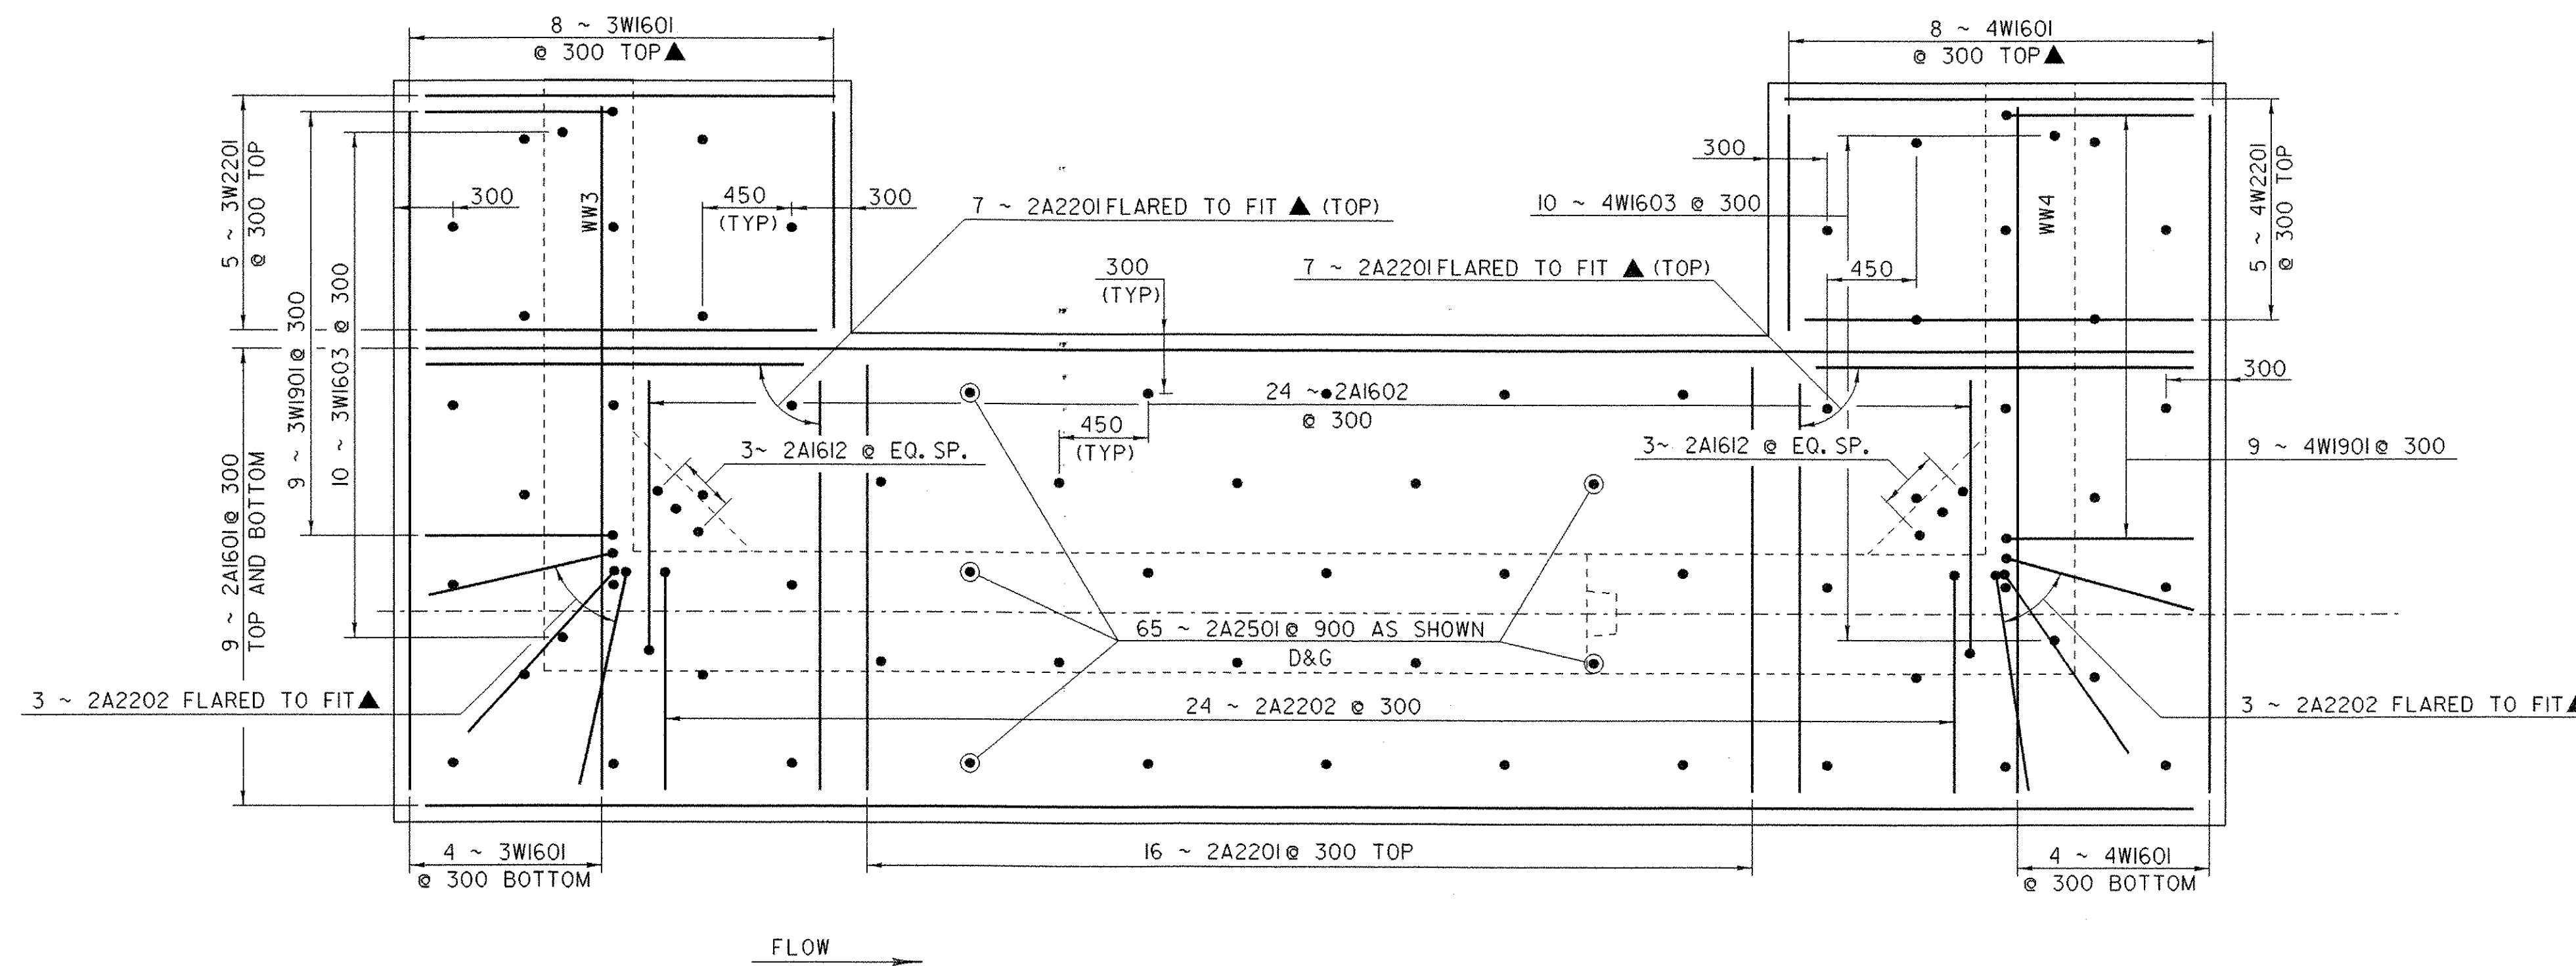 8 ~ 3W1601
@ 300 TOP▲
8 ~ 4W1601
@ 300 TOP▲
5 ~ 3W2201
@ 300 TOP
300
WW3
450
(TYP)
300
7 ~ 2A2201 FLARED TO FIT ▲ (TOP)
300
10 ~ 4W1603 @ 300
WW4
5 ~ 4W2201
@ 300 TOP
300
(TYP)
7 ~ 2A2201 FLARED TO FIT ▲ (TOP)
450
9 ~ 3W1901 @ 300
10 ~ 3W1603 @ 300
300
24 ~ 2A1602
@ 300
450
(TYP)
3~ 2A1612 @ EQ. SP.
3~ 2A1612 @ EQ. SP.
9 ~ 4W1901 @ 300
9 ~ 2A1601 @ 300
TOP AND BOTTOM
65 ~ 2A2501 @ 900 AS SHOWN
D&G
3 ~ 2A2202 FLARED TO FIT▲
24 ~ 2A2202 @ 300
3 ~ 2A2202 FLARED TO FIT▲
4 ~ 3W1601
@ 300 BOTTOM
16 ~ 2A2201 @ 300 TOP
4 ~ 4W1601
@ 300 BOTTOM
FLOW